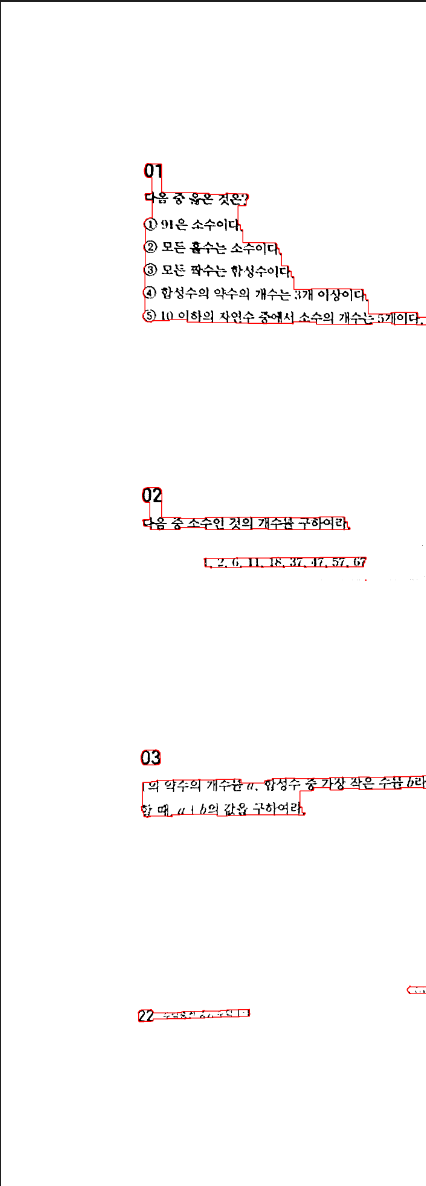 01
다음 중 옳은 것은?
① 91은 소수이다.
② 모든 홀수는 소수이다.
③ 모든 짝수는 합성수이다.
④ 합성수의 약수의 개수는 3개 이상이다.
⑤ 10 이하의 자연수 중에서 소수의 개수는 5개이다.
02
다음 중 소수인 것의 개수를 구하여라.
1, 2, 6, 11, 18, 37, 47, 57, 67
03
의 약수의 개수를 a, 합성수 중 가장 작은 수를 b라
할 때, a+b의 값을 구하여라.
22